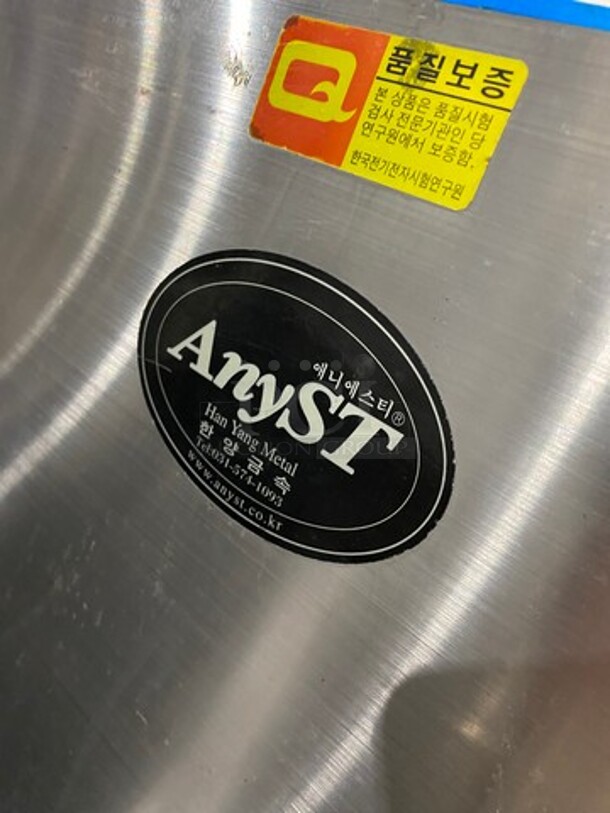 Q
품질보증
본 상품은 품질시험
검사 전문기관인 당
연구원에서 보증함.
한국전기전자시험연구원
애니에스티®
AnyST
Han Yang Metal
한양금속
Tel:031-574-1093
www.anyst.co.kr